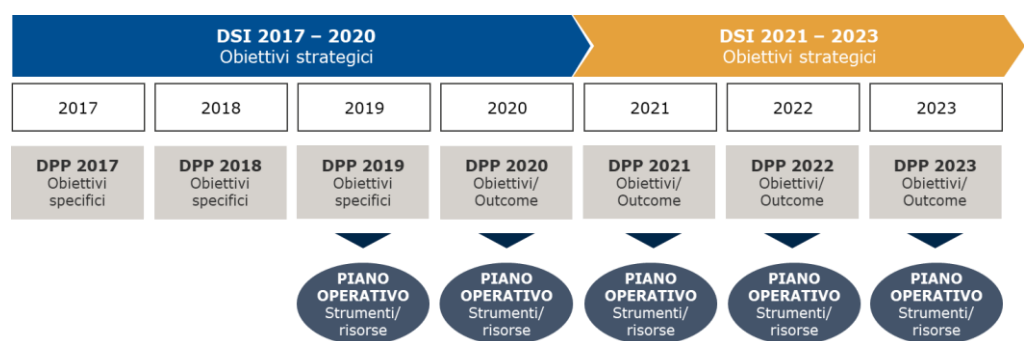 DSI 2017 – 2020
Obiettivi strategici
DSI 2021 – 2023
Obiettivi strategici
2017
2018
2019
2020
2021
2022
2023
DPP 2017
Obiettivi
specifici
DPP 2018
Obiettivi
specifici
DPP 2019
Obiettivi
specifici
DPP 2020
Obiettivi/
Outcome
DPP 2021
Obiettivi/
Outcome
DPP 2022
Obiettivi/
Outcome
DPP 2023
Obiettivi/
Outcome
PIANO
OPERATIVO
Strumenti/
risorse
PIANO
OPERATIVO
Strumenti/
risorse
PIANO
OPERATIVO
Strumenti/
risorse
PIANO
OPERATIVO
Strumenti/
risorse
PIANO
OPERATIVO
Strumenti/
risorse